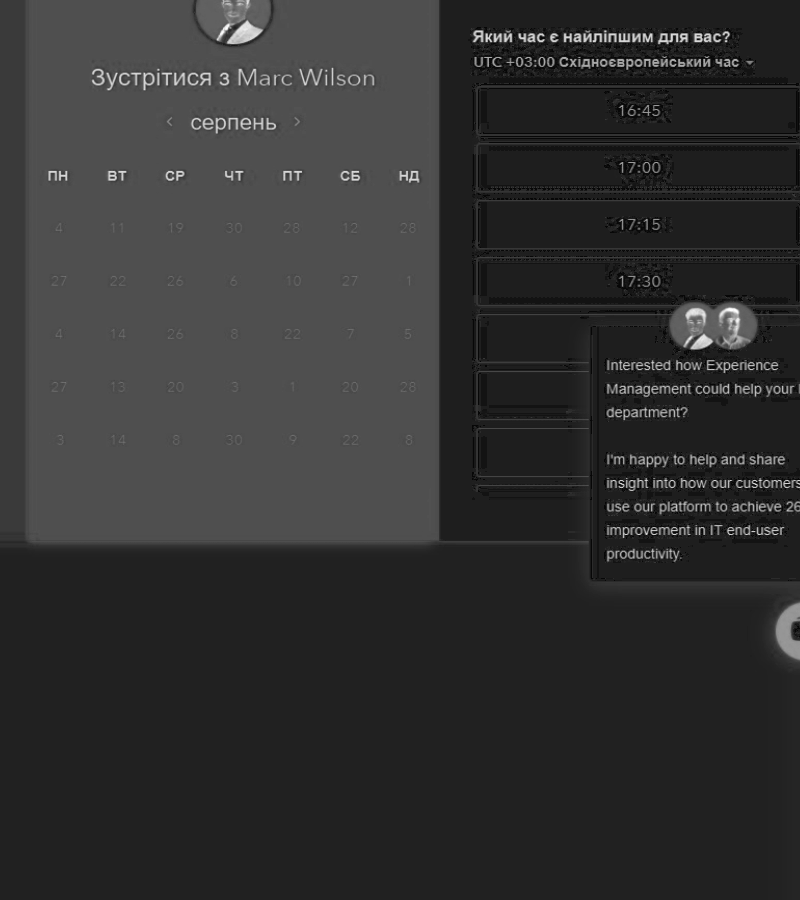 Зустрітися з Marc Wilson
серпень
ПН ВТ СР ЧТ ПТ СБ НД
4 11 19 30 28 12 28
27 22 26 6 10 27 1
4 14 26 8 22 7 5
27 13 20 3 1 20 28
3 14 8 30 9 22 8
Який час є найліпшим для вас?
UTC +03:00 Східноєвропейський час
16:45
17:00
17:15
17:30
Interested how Experience
Management could help your
department?
I'm happy to help and share
insight into how our customers
use our platform to achieve 26
improvement in IT end-user
productivity.